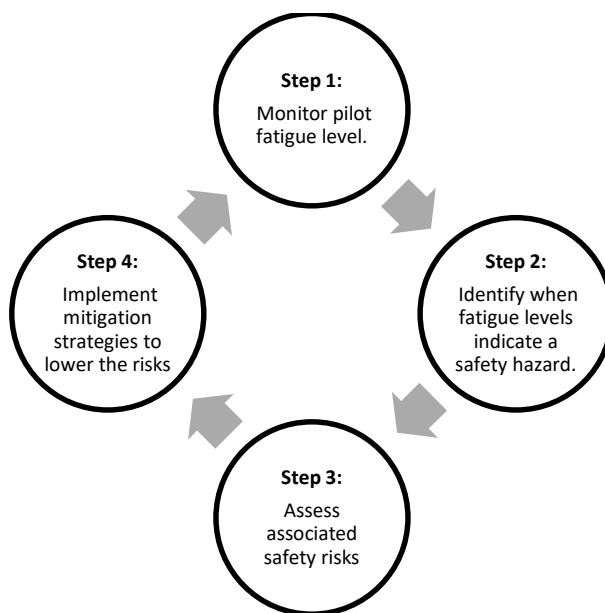 Step 1:
Monitor pilot
fatigue level.
Step 2:
Identify when
fatigue levels
indicate a
safety hazard.
Step 3:
Assess
associated
safety risks
Step 4:
Implement
mitigation
strategies to
lower the risks